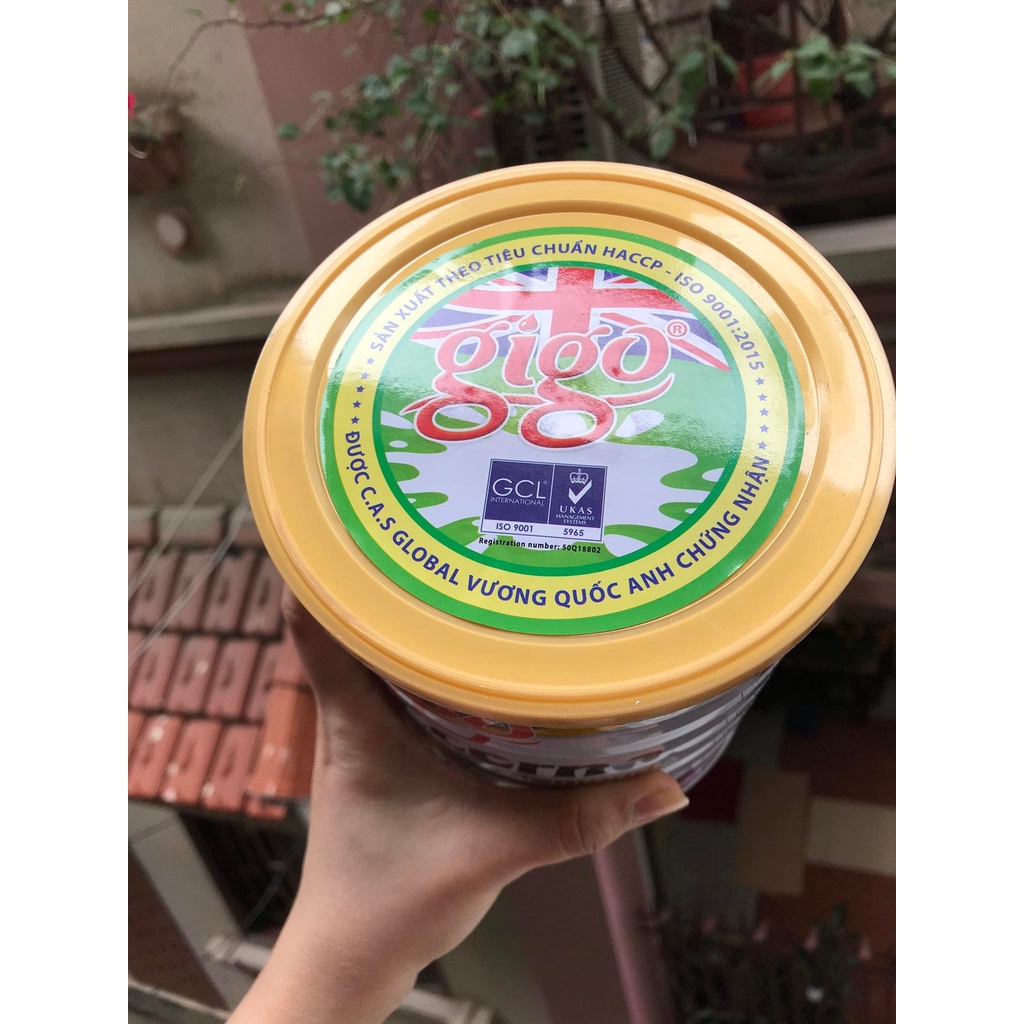 SẢN XUẤT THEO TIÊU CHUẨN HACCP - ISO 9001:2015
gigo®
GCL®
INTERNATIONAL
UKAS
MANAGEMENT
SYSTEMS
ISO 9001
5965
Registration number: 50Q18802
ĐƯỢC C.A.S GLOBAL VƯƠNG QUỐC ANH CHỨNG NHẬN